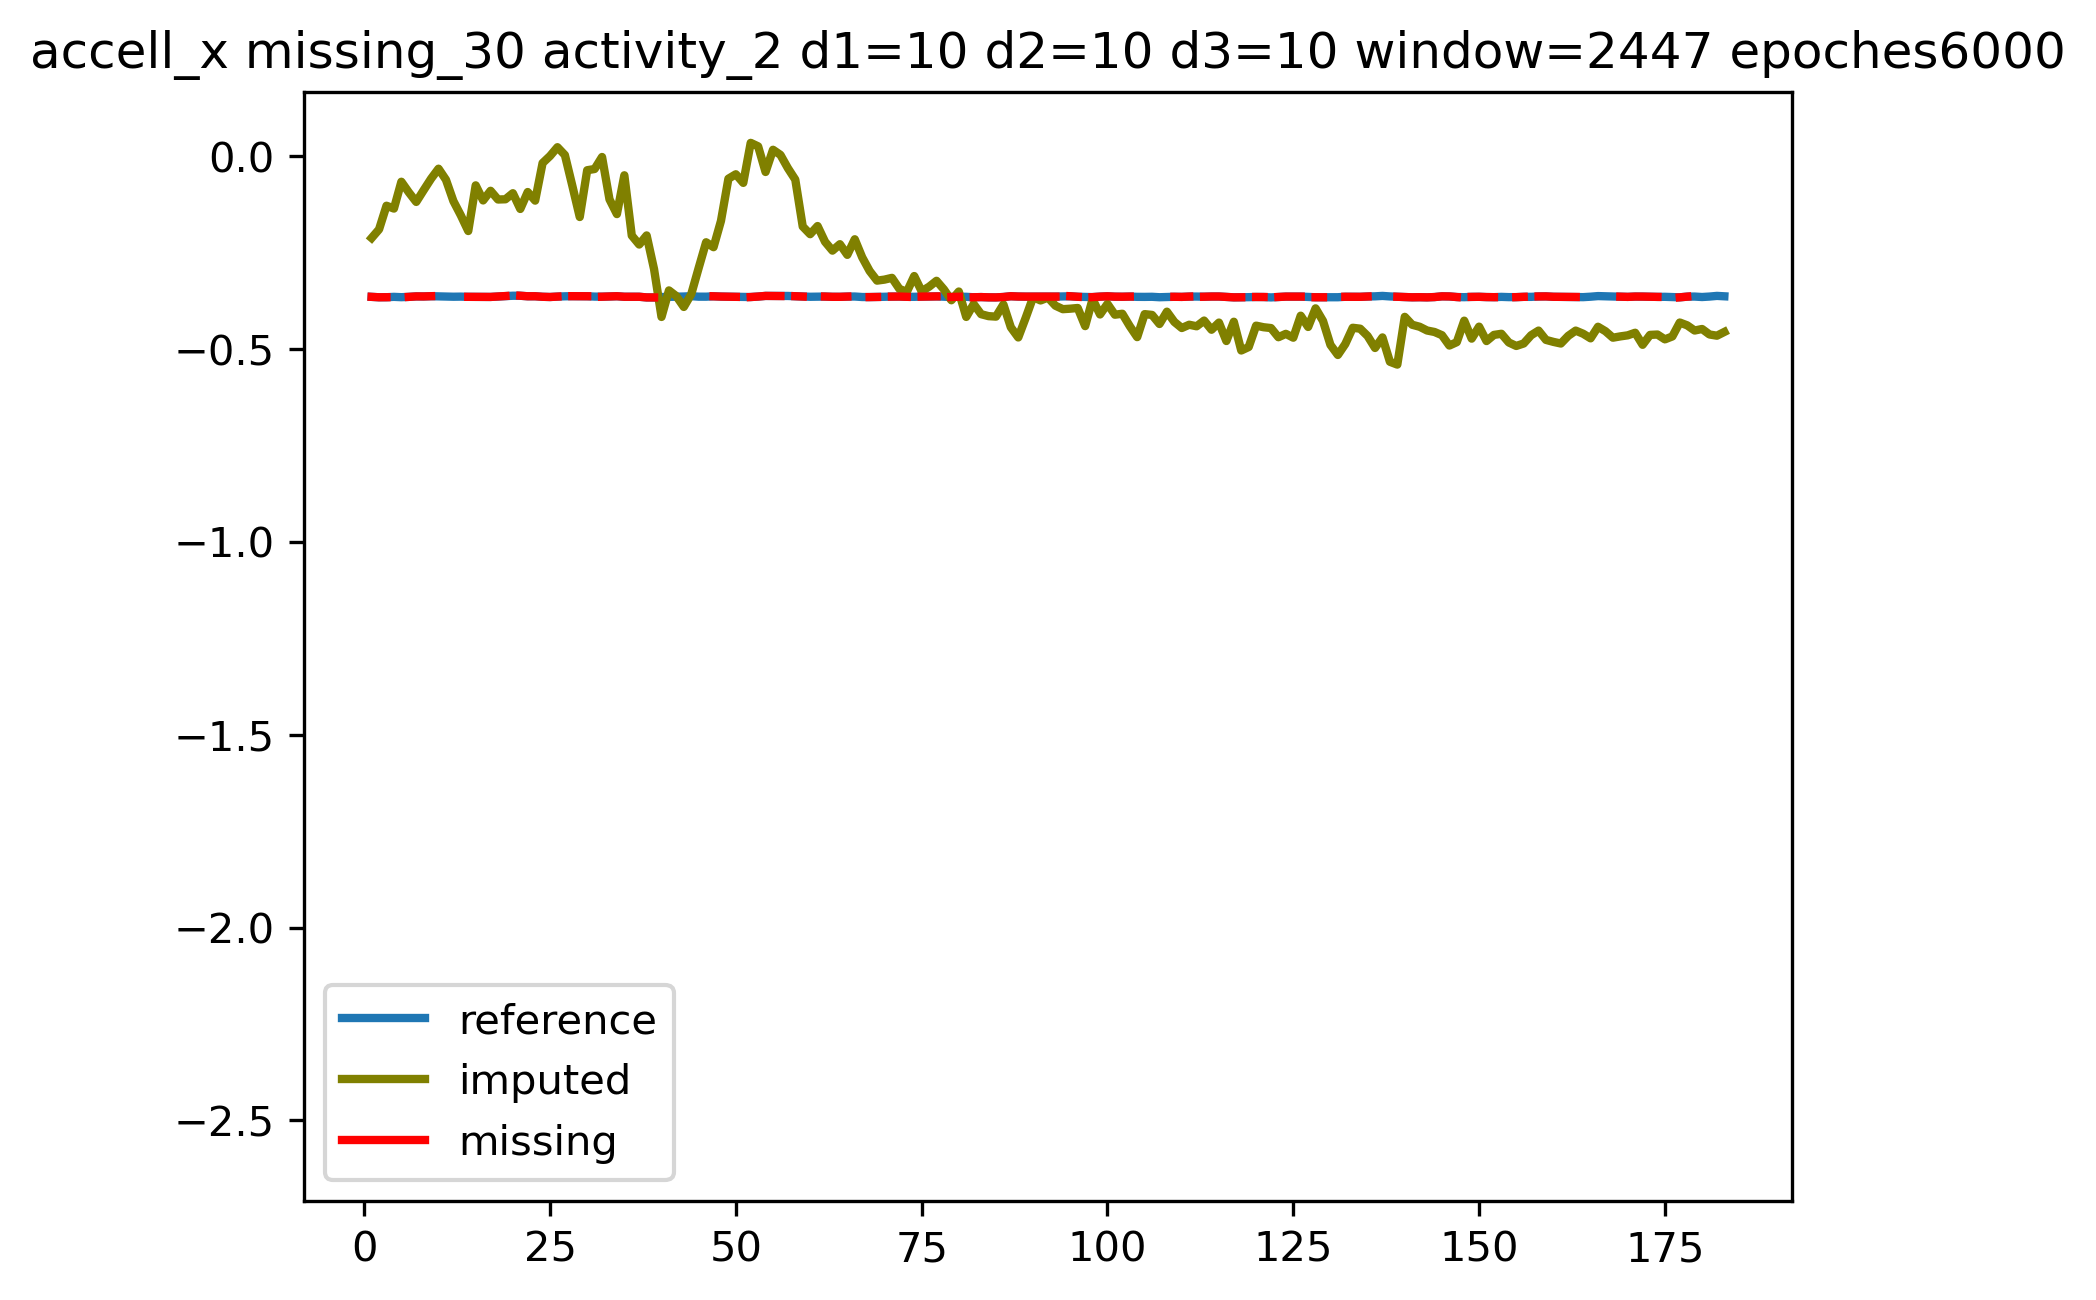 accell_x missing_30 activity_2 d1=10 d2=10 d3=10 window=2447 epoches6000
0.0
−0.5
−1.0
−1.5
−2.0
−2.5
reference
imputed
missing
0 25 50 75 100 125 150 175